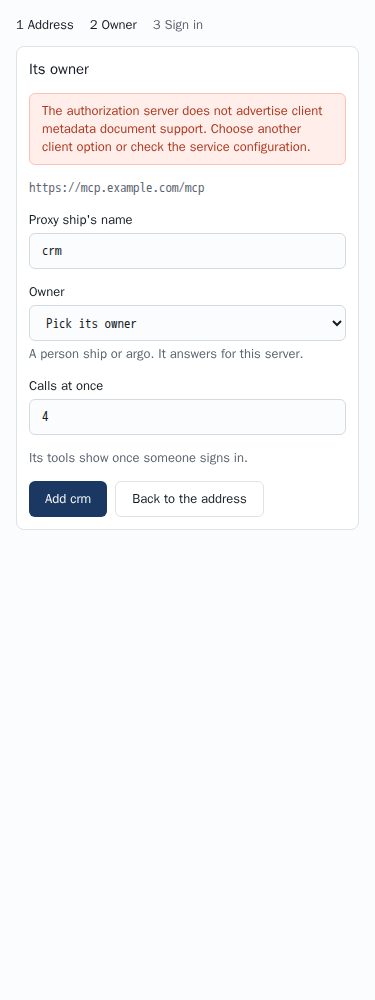 1 Address 2 Owner 3 Sign in
Its owner
The authorization server does not advertise client
metadata document support. Choose another
client option or check the service configuration.
https://mcp.example.com/mcp
Proxy ship's name
crm
Owner
Pick its owner
A person ship or argo. It answers for this server.
Calls at once
4
Its tools show once someone signs in.
Add crm Back to the address